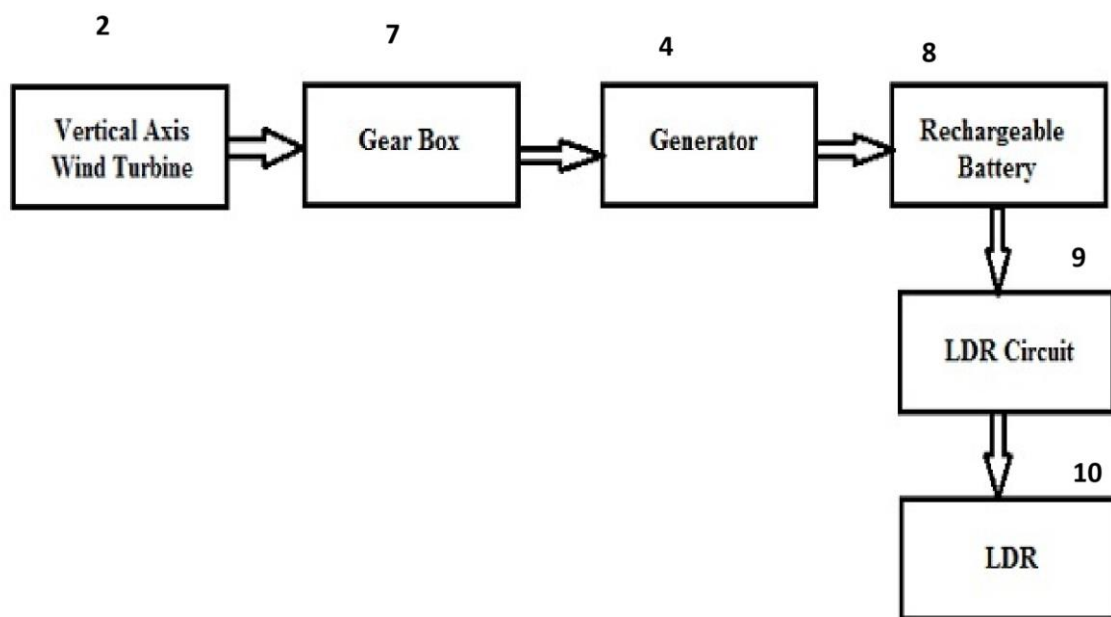 2
7
4
8
Vertical Axis
Wind Turbine
Gear Box
Generator
Rechargeable
Battery
9
LDR Circuit
10
LDR